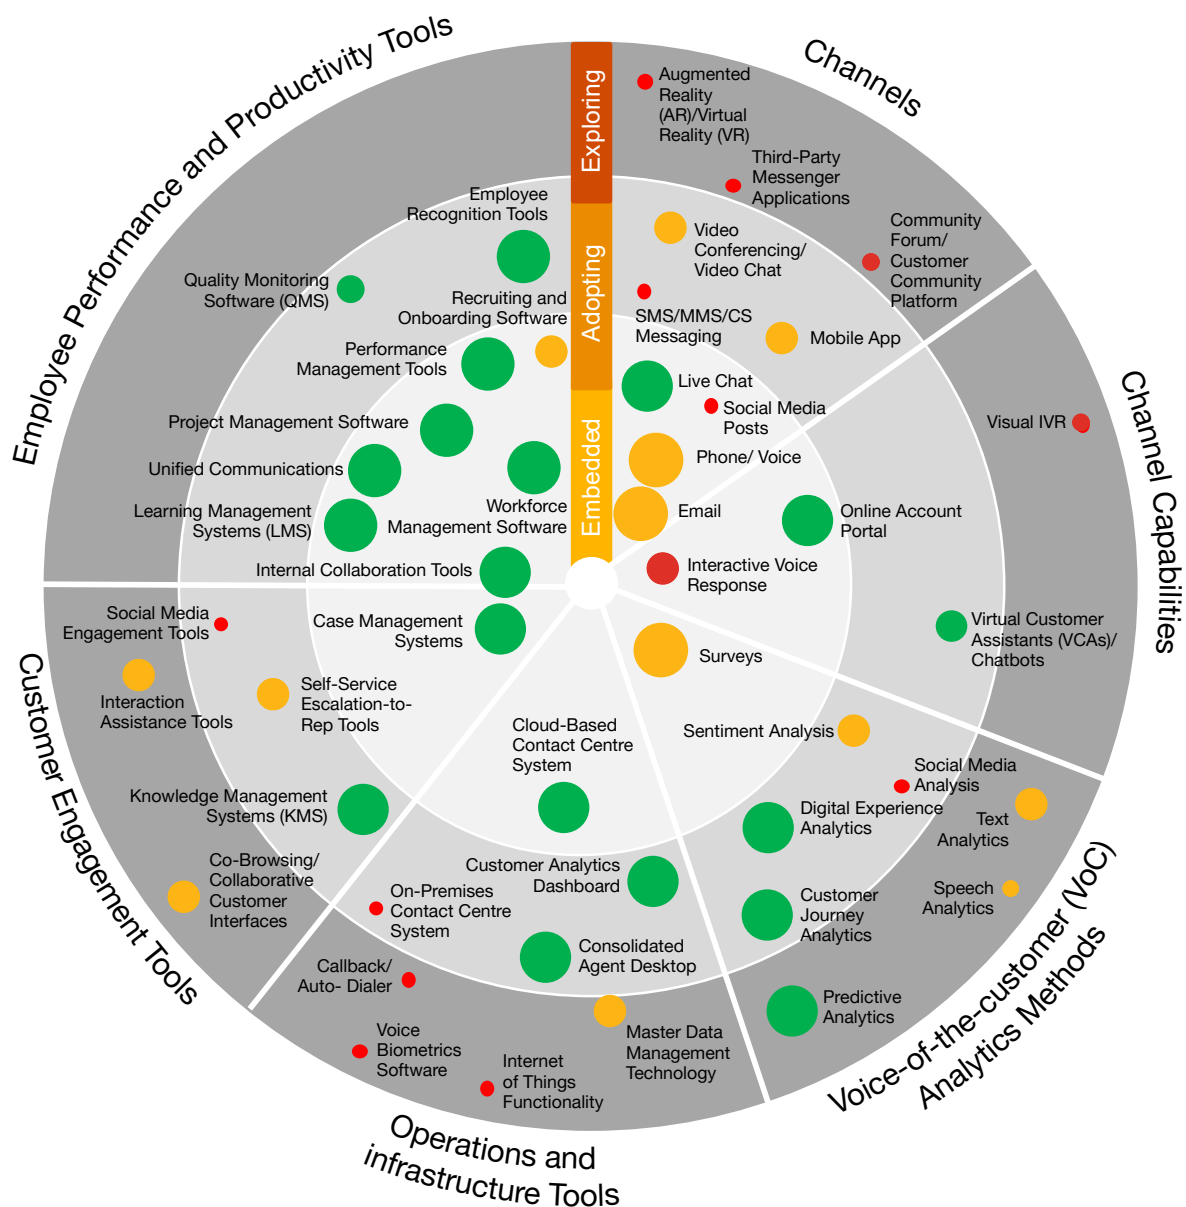 Employee Performance and Productivity Tools
Channels
Channel Capabilities
Voice-of-the-customer (VoC)
Analytics Methods
Operations and
infrastructure Tools
Customer Engagement Tools
Exploring
Adopting
Embedded
Augmented
Reality
(AR)/Virtual
Reality (VR)
Third-Party
Messenger
Applications
Community
Forum/
Customer
Community
Platform
Video
Conferencing/
Video Chat
SMS/MMS/CS
Messaging
Mobile App
Live Chat
Social Media
Posts
Phone/ Voice
Email
Visual IVR
Online Account
Portal
Interactive Voice
Response
Virtual Customer
Assistants (VCAs)/
Chatbots
Surveys
Sentiment Analysis
Social Media
Analysis
Digital Experience
Analytics
Text
Analytics
Speech
Analytics
Customer
Journey
Analytics
Predictive
Analytics
Cloud-Based
Contact Centre
System
Customer Analytics
Dashboard
On-Premises
Contact Centre
System
Consolidated
Agent Desktop
Callback/
Auto- Dialer
Voice
Biometrics
Software
Internet
of Things
Functionality
Master Data
Management
Technology
Case Management
Systems
Social Media
Engagement Tools
Interaction
Assistance Tools
Self-Service
Escalation-to-
Rep Tools
Knowledge Management
Systems (KMS)
Co-Browsing/
Collaborative
Customer
Interfaces
Employee
Recognition Tools
Quality Monitoring
Software (QMS)
Recruiting and
Onboarding Software
Performance
Management Tools
Project Management Software
Unified Communications
Learning Management
Systems (LMS)
Workforce
Management Software
Internal Collaboration Tools